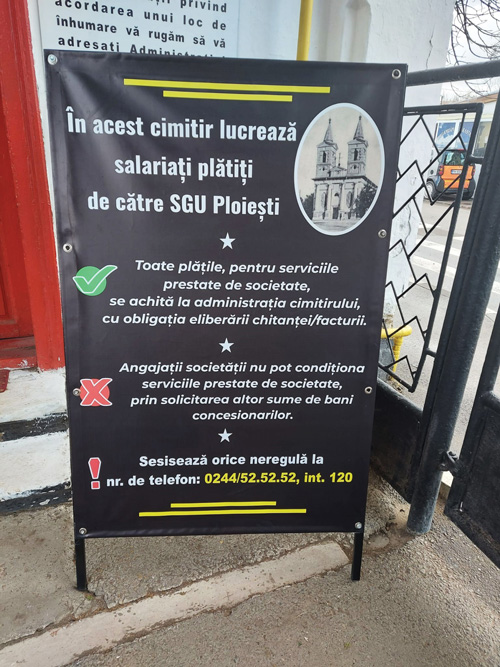 privind
acordarea unui loc de
înhumare vă rugăm să vă
adresați
În acest cimitir lucrează
salariați plătiți
de către SGU Ploiești
Toate plățile, pentru serviciile
prestate de societate,
se achită la administrația cimitirului,
cu obligația eliberării chitanței/facturii.
Angajații societății nu pot condiționa
serviciile prestate de societate,
prin solicitarea altor sume de bani
concesionarilor.
Sesisează orice neregulă la
nr. de telefon: 0244/52.52.52, int. 120